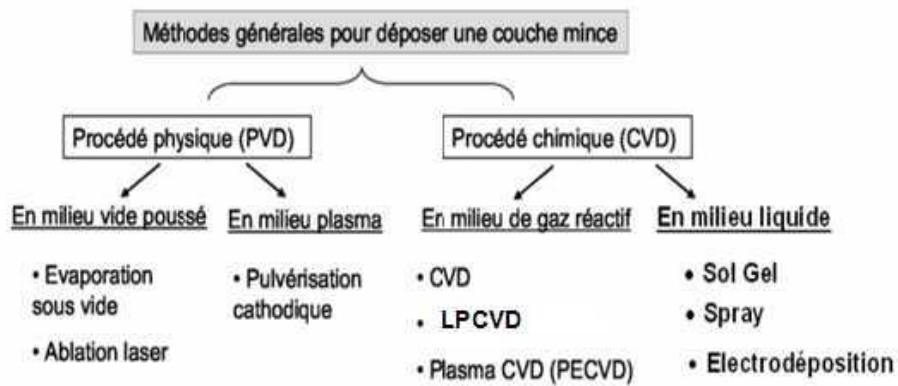 Méthodes générales pour déposer une couche mince
Procédé physique (PVD)
Procédé chimique (CVD)
En milieu vide poussé
• Evaporation
sous vide
• Ablation laser
En milieu plasma
• Pulvérisation
cathodique
En milieu de gaz réactif
• CVD
• LPCVD
• Plasma CVD (PECVD)
En milieu liquide
• Sol Gel
• Spray
• Electrodéposition